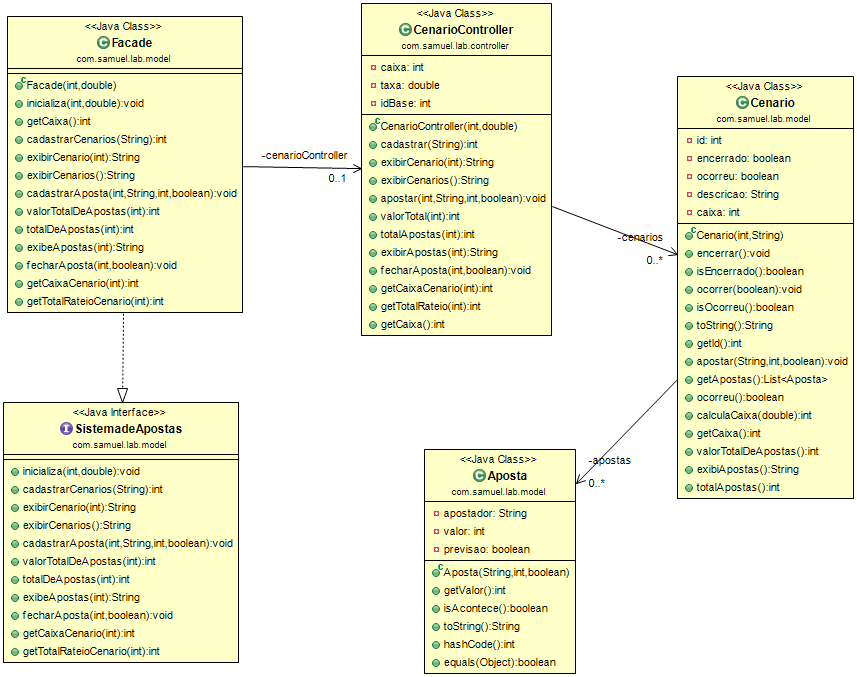 <<Java Class>>
Facade
com.samuel.lab.model
Facade(int,double)
inicializa(int,double):void
getCaixa():int
cadastrarCenarios(String):int
exibirCenario(int):String
exibirCenarios():String
cadastrarAposta(int,String,int,boolean):void
valorTotalDeApostas(int):int
totalDeApostas(int):int
exibeApostas(int):String
fecharAposta(int,boolean):void
getCaixaCenario(int):int
getTotalRateioCenario(int):int
-cenarioController
0..1
<<Java Class>>
CenarioController
com.samuel.lab.controller
caixa: int
taxa: double
idBase: int
CenarioController(int,double)
cadastrar(String):int
exibirCenario(int):String
exibirCenarios():String
apostar(int,String,int,boolean):void
valorTotal(int):int
totalApostas(int):int
exibirApostas(int):String
fecharAposta(int,boolean):void
getCaixaCenario(int):int
getTotalRateio(int):int
getCaixa():int
-cenarios
0..*
<<Java Class>>
Cenario
com.samuel.lab.model
id: int
encerrado: boolean
ocorreu: boolean
descricao: String
caixa: int
Cenario(int,String)
encerrar():void
isEncerrado():boolean
ocorrer(boolean):void
isOcorreu():boolean
toString():String
getId():int
apostar(String,int,boolean):void
getApostas():List<Aposta>
ocorreu():boolean
calculaCaixa(double):int
getCaixa():int
valorTotalDeApostas():int
exibiApostas():String
totalApostas():int
<<Java Interface>>
SistemadeApostas
com.samuel.lab.model
inicializa(int,double):void
cadastrarCenarios(String):int
exibirCenario(int):String
exibirCenarios():String
cadastrarAposta(int,String,int,boolean):void
valorTotalDeApostas(int):int
totalDeApostas(int):int
exibeApostas(int):String
fecharAposta(int,boolean):void
getCaixaCenario(int):int
getTotalRateioCenario(int):int
-apostas
0..*
<<Java Class>>
Aposta
com.samuel.lab.model
apostador: String
valor: int
previsao: boolean
Aposta(String,int,boolean)
getValor():int
isAcontece():boolean
toString():String
hashCode():int
equals(Object):boolean